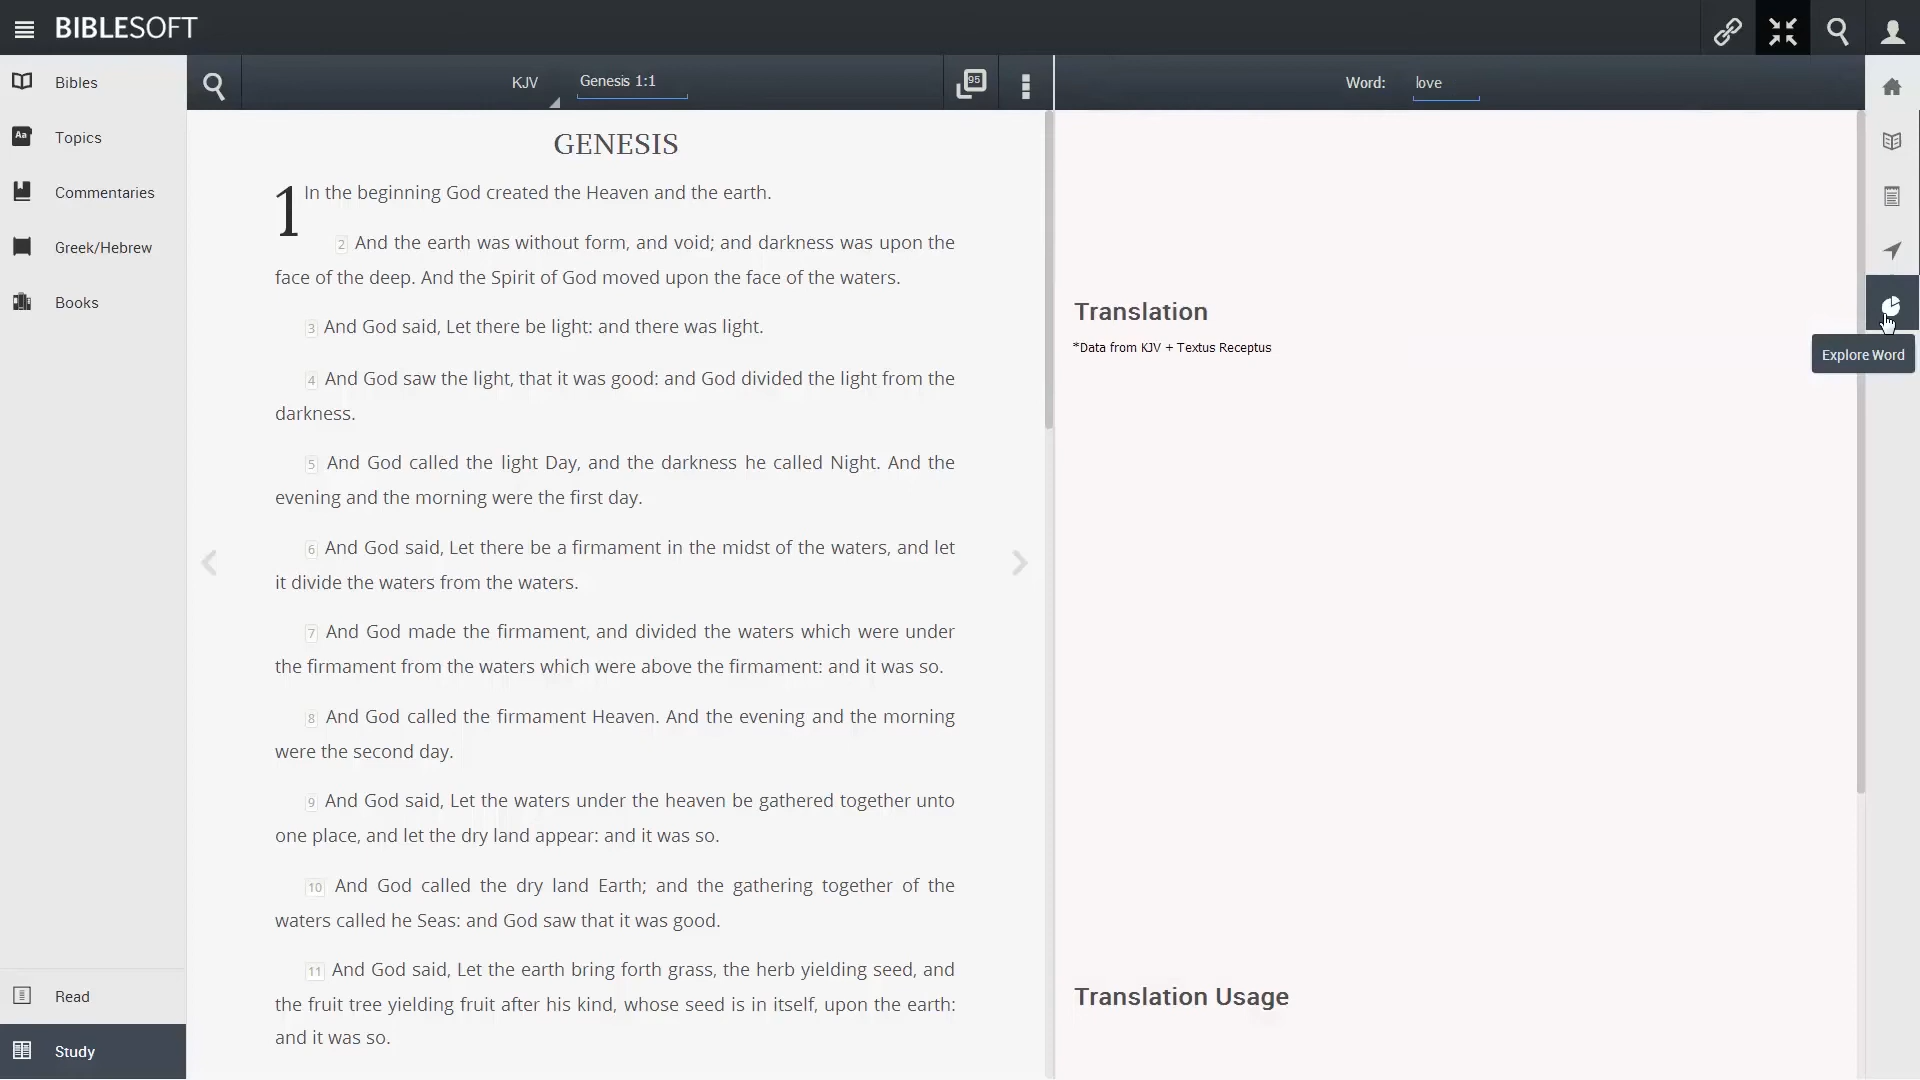 BIBLESOFT
Bibles
Topics
Commentaries
Greek/Hebrew
Books
Read
Study
KJV
Genesis 1:1
95
GENESIS
1 In the beginning God created the Heaven and the earth.
2 And the earth was without form, and void; and darkness was upon the
face of the deep. And the Spirit of God moved upon the face of the waters.
3 And God said, Let there be light: and there was light.
4 And God saw the light, that it was good: and God divided the light from the
darkness.
5 And God called the light Day, and the darkness he called Night. And the
evening and the morning were the first day.
6 And God said, Let there be a firmament in the midst of the waters, and let
it divide the waters from the waters.
7 And God made the firmament, and divided the waters which were under
the firmament from the waters which were above the firmament: and it was so.
8 And God called the firmament Heaven. And the evening and the morning
were the second day.
9 And God said, Let the waters under the heaven be gathered together unto
one place, and let the dry land appear: and it was so.
10 And God called the dry land Earth; and the gathering together of the
waters called he Seas: and God saw that it was good.
11 And God said, Let the earth bring forth grass, the herb yielding seed, and
the fruit tree yielding fruit after his kind, whose seed is in itself, upon the earth:
and it was so.
Word: love
Translation
*Data from KJV + Textus Receptus
Translation Usage
Explore Word
Aa